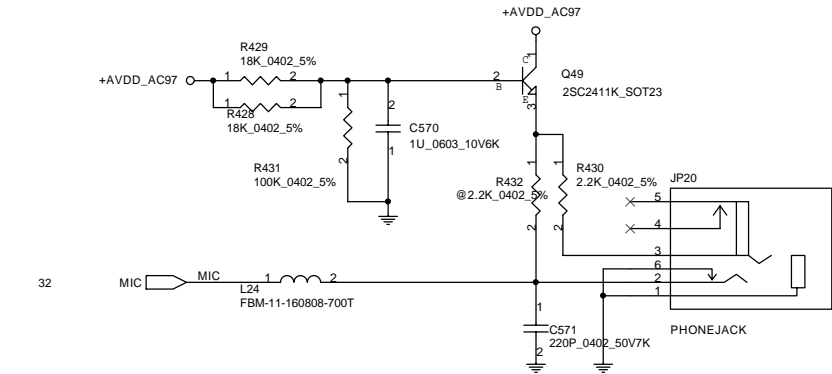 +AVDD_AC97
R429
18K_0402_5%
+AVDD_AC97
1
2
1
2
R428
18K_0402_5%
2
B
C
1
E
3
Q49
2SC2411K_SOT23
1
2
2
1
C570
1U_0603_10V6K
R431
100K_0402_5%
1
2
R432
@2.2K_0402_5%
1
2
R430
2.2K_0402_5%
JP20
5
4
3
6
2
1
PHONEJACK
32
MIC
MIC
1
2
L24
FBM-11-160808-700T
1
2
C571
220P_0402_50V7K